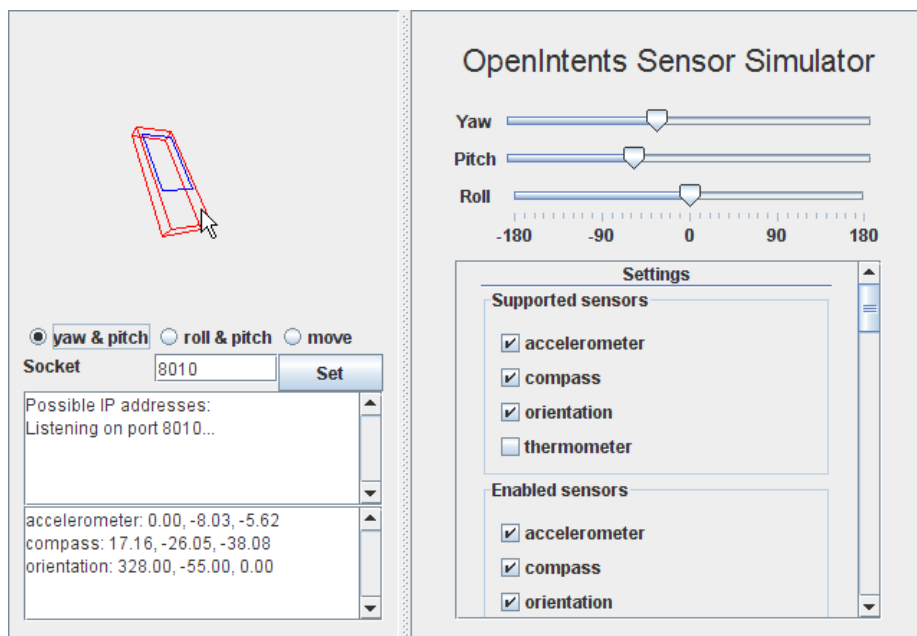 yaw & pitch roll & pitch move
Socket 8010 Set
Possible IP addresses:
Listening on port 8010...
accelerometer: 0.00, -8.03, -5.62
compass: 17.16, -26.05, -38.08
orientation: 328.00, -55.00, 0.00
OpenIntents Sensor Simulator
Yaw
Pitch
Roll
-180 -90 0 90 180
Settings
Supported sensors
accelerometer
compass
orientation
thermometer
Enabled sensors
accelerometer
compass
orientation